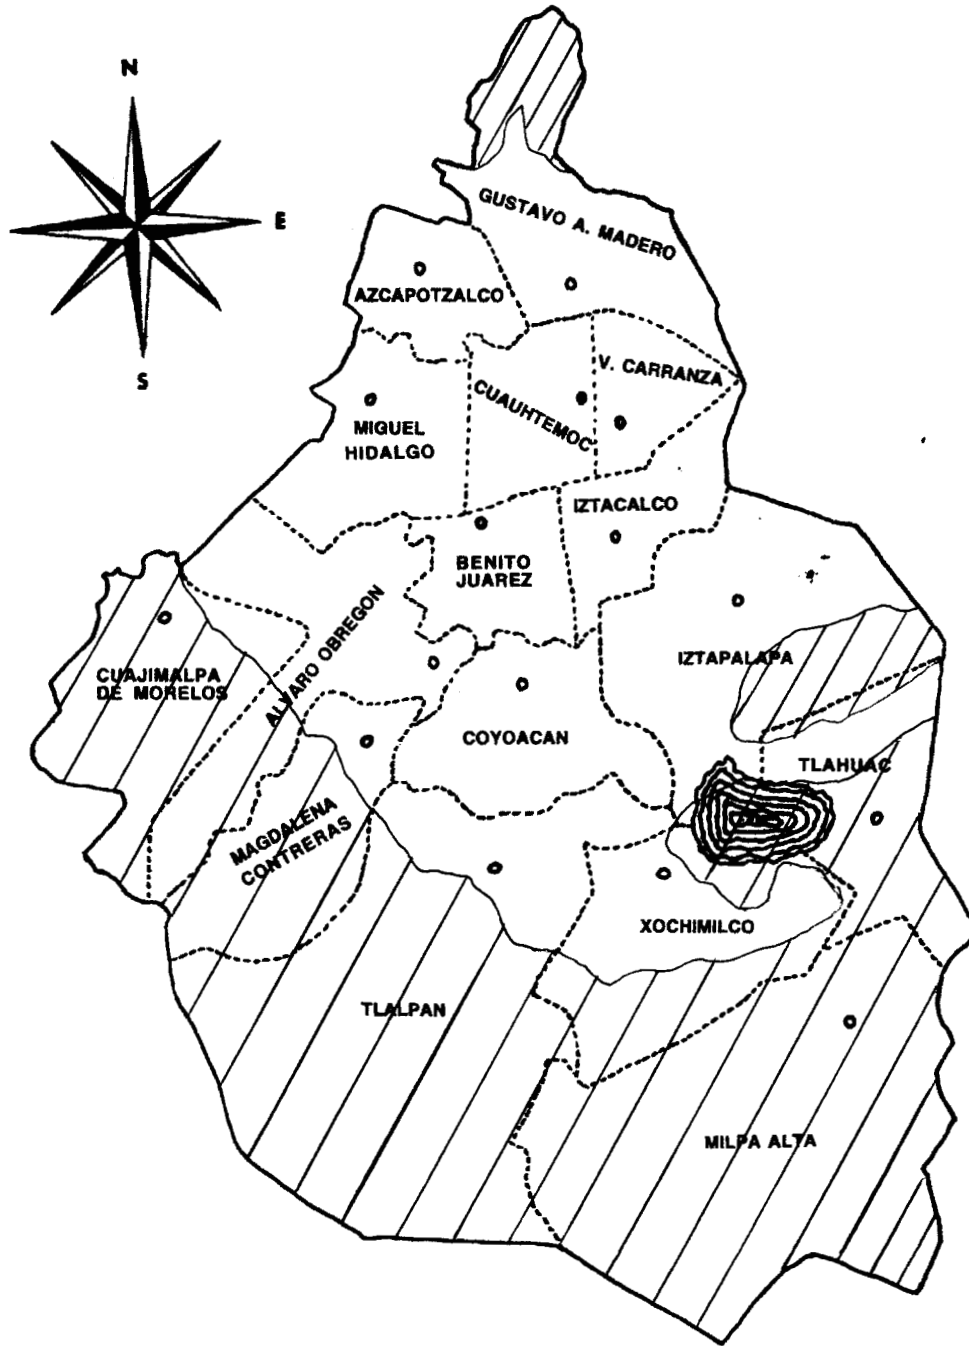 N
E
S
GUSTAVO A. MADERO
AZCAPOTZALCO
V. CARRANZA
CUAUHTEMOC
MIGUEL
HIDALGO
IZTACALCO
BENITO
JUAREZ
ALVARO OBREGON
IZTAPALAPA
CUAJIMALPA
DE MORELOS
COYOACAN
TLAHUAC
MAGDALENA
CONTRERAS
XOCHIMILCO
TLALPAN
MILPA ALTA